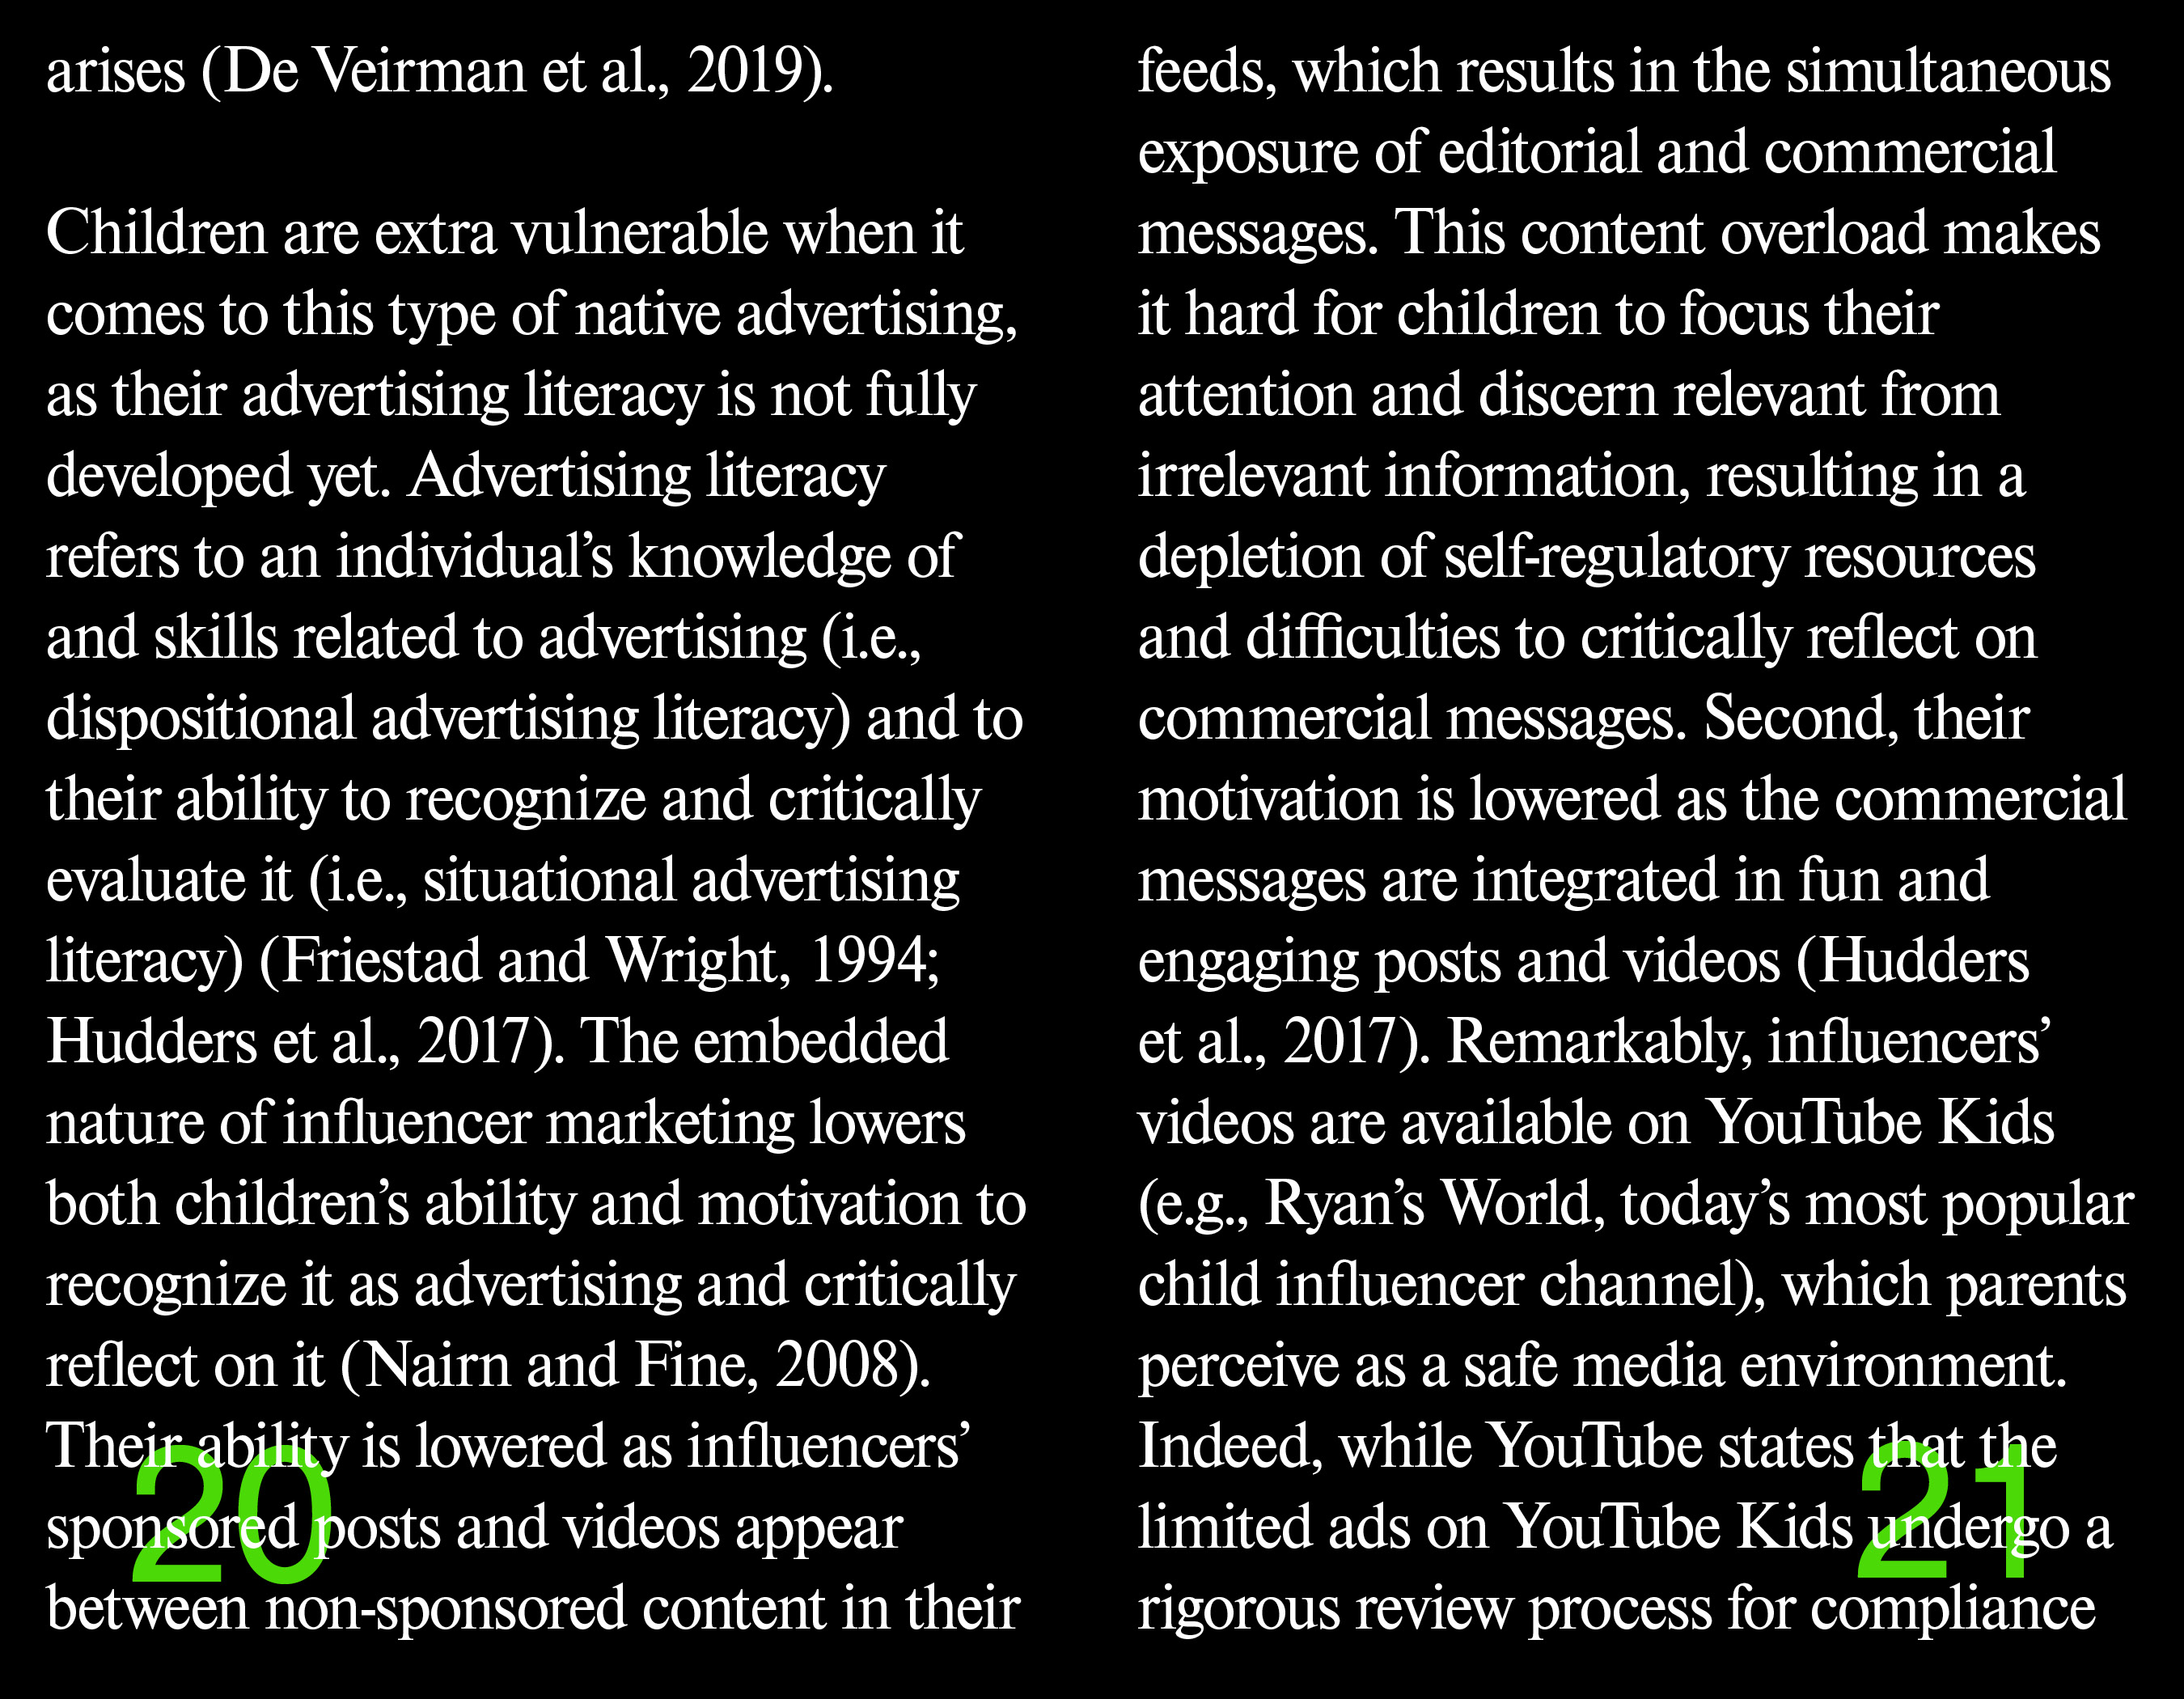 arises (De Veirman et al., 2019).
Children are extra vulnerable when it
comes to this type of native advertising,
as their advertising literacy is not fully
developed yet. Advertising literacy
refers to an individual’s knowledge of
and skills related to advertising (i.e.,
dispositional advertising literacy) and to
their ability to recognize and critically
evaluate it (i.e., situational advertising
literacy) (Friestad and Wright, 1994;
Hudders et al., 2017). The embedded
nature of influencer marketing lowers
both children’s ability and motivation to
recognize it as advertising and critically
reflect on it (Nairn and Fine, 2008).
Their ability is lowered as influencers’
sponsored posts and videos appear
between non-sponsored content in their
20
feeds, which results in the simultaneous
exposure of editorial and commercial
messages. This content overload makes
it hard for children to focus their
attention and discern relevant from
irrelevant information, resulting in a
depletion of self-regulatory resources
and difficulties to critically reflect on
commercial messages. Second, their
motivation is lowered as the commercial
messages are integrated in fun and
engaging posts and videos (Hudders
et al., 2017). Remarkably, influencers’
videos are available on YouTube Kids
(e.g., Ryan’s World, today’s most popular
child influencer channel), which parents
perceive as a safe media environment.
Indeed, while YouTube states that the
limited ads on YouTube Kids undergo a
rigorous review process for compliance
21